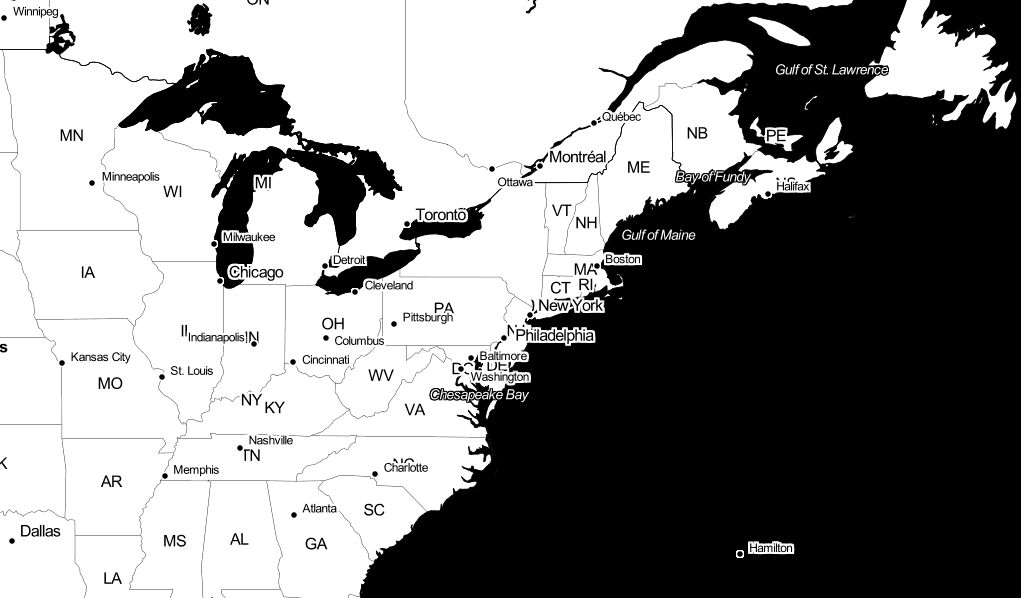 ON
Winnipeg
Gulf of St. Lawrence
Québec
MN
NB
PE
Montréal
ME
Minneapolis
WI
MI
Ottawa
Bay of Fundy
Halifax
Toronto
VT
NH
Milwaukee
Gulf of Maine
Detroit
Boston
IA
Chicago
MA
Cleveland
CT
RI
New York
PA
Pittsburgh
OH
Indianapolis
IN
Columbus
Philadelphia
s
Kansas City
Cincinnati
Baltimore
DE
St. Louis
WV
Washington
MO
Chesapeake Bay
NY
KY
VA
Nashville
TN
K
Memphis
Charlotte
AR
SC
Atlanta
Dallas
MS
AL
GA
Hamilton
LA